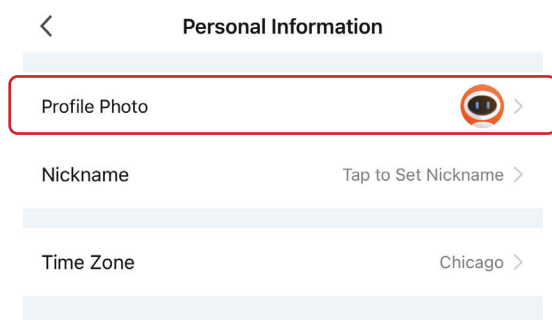 Personal Information
Profile Photo
Nickname Tap to Set Nickname
Time Zone Chicago